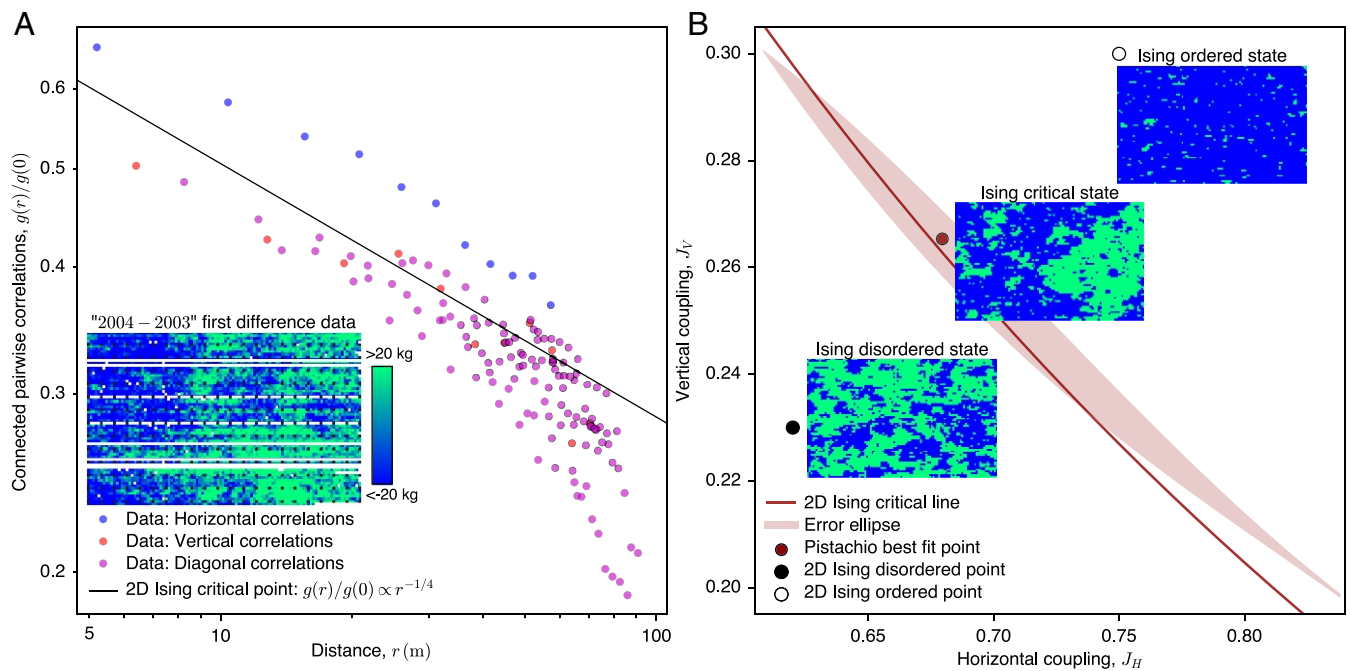 A
Connected pairwise correlations, g(r)/g(0)
0.6
0.5
0.4
0.3
0.2
"2004 − 2003" first difference data
>20 kg
<-20 kg
Data: Horizontal correlations
Data: Vertical correlations
Data: Diagonal correlations
2D Ising critical point: g(r)/g(0) ∝ r^{−1/4}
5
10
100
Distance, r (m)
B
Vertical coupling, J_V
0.30
0.28
0.26
0.24
0.22
0.20
Ising ordered state
Ising critical state
Ising disordered state
2D Ising critical line
Error ellipse
Pistachio best fit point
2D Ising disordered point
2D Ising ordered point
0.65
0.70
0.75
0.80
Horizontal coupling, J_H